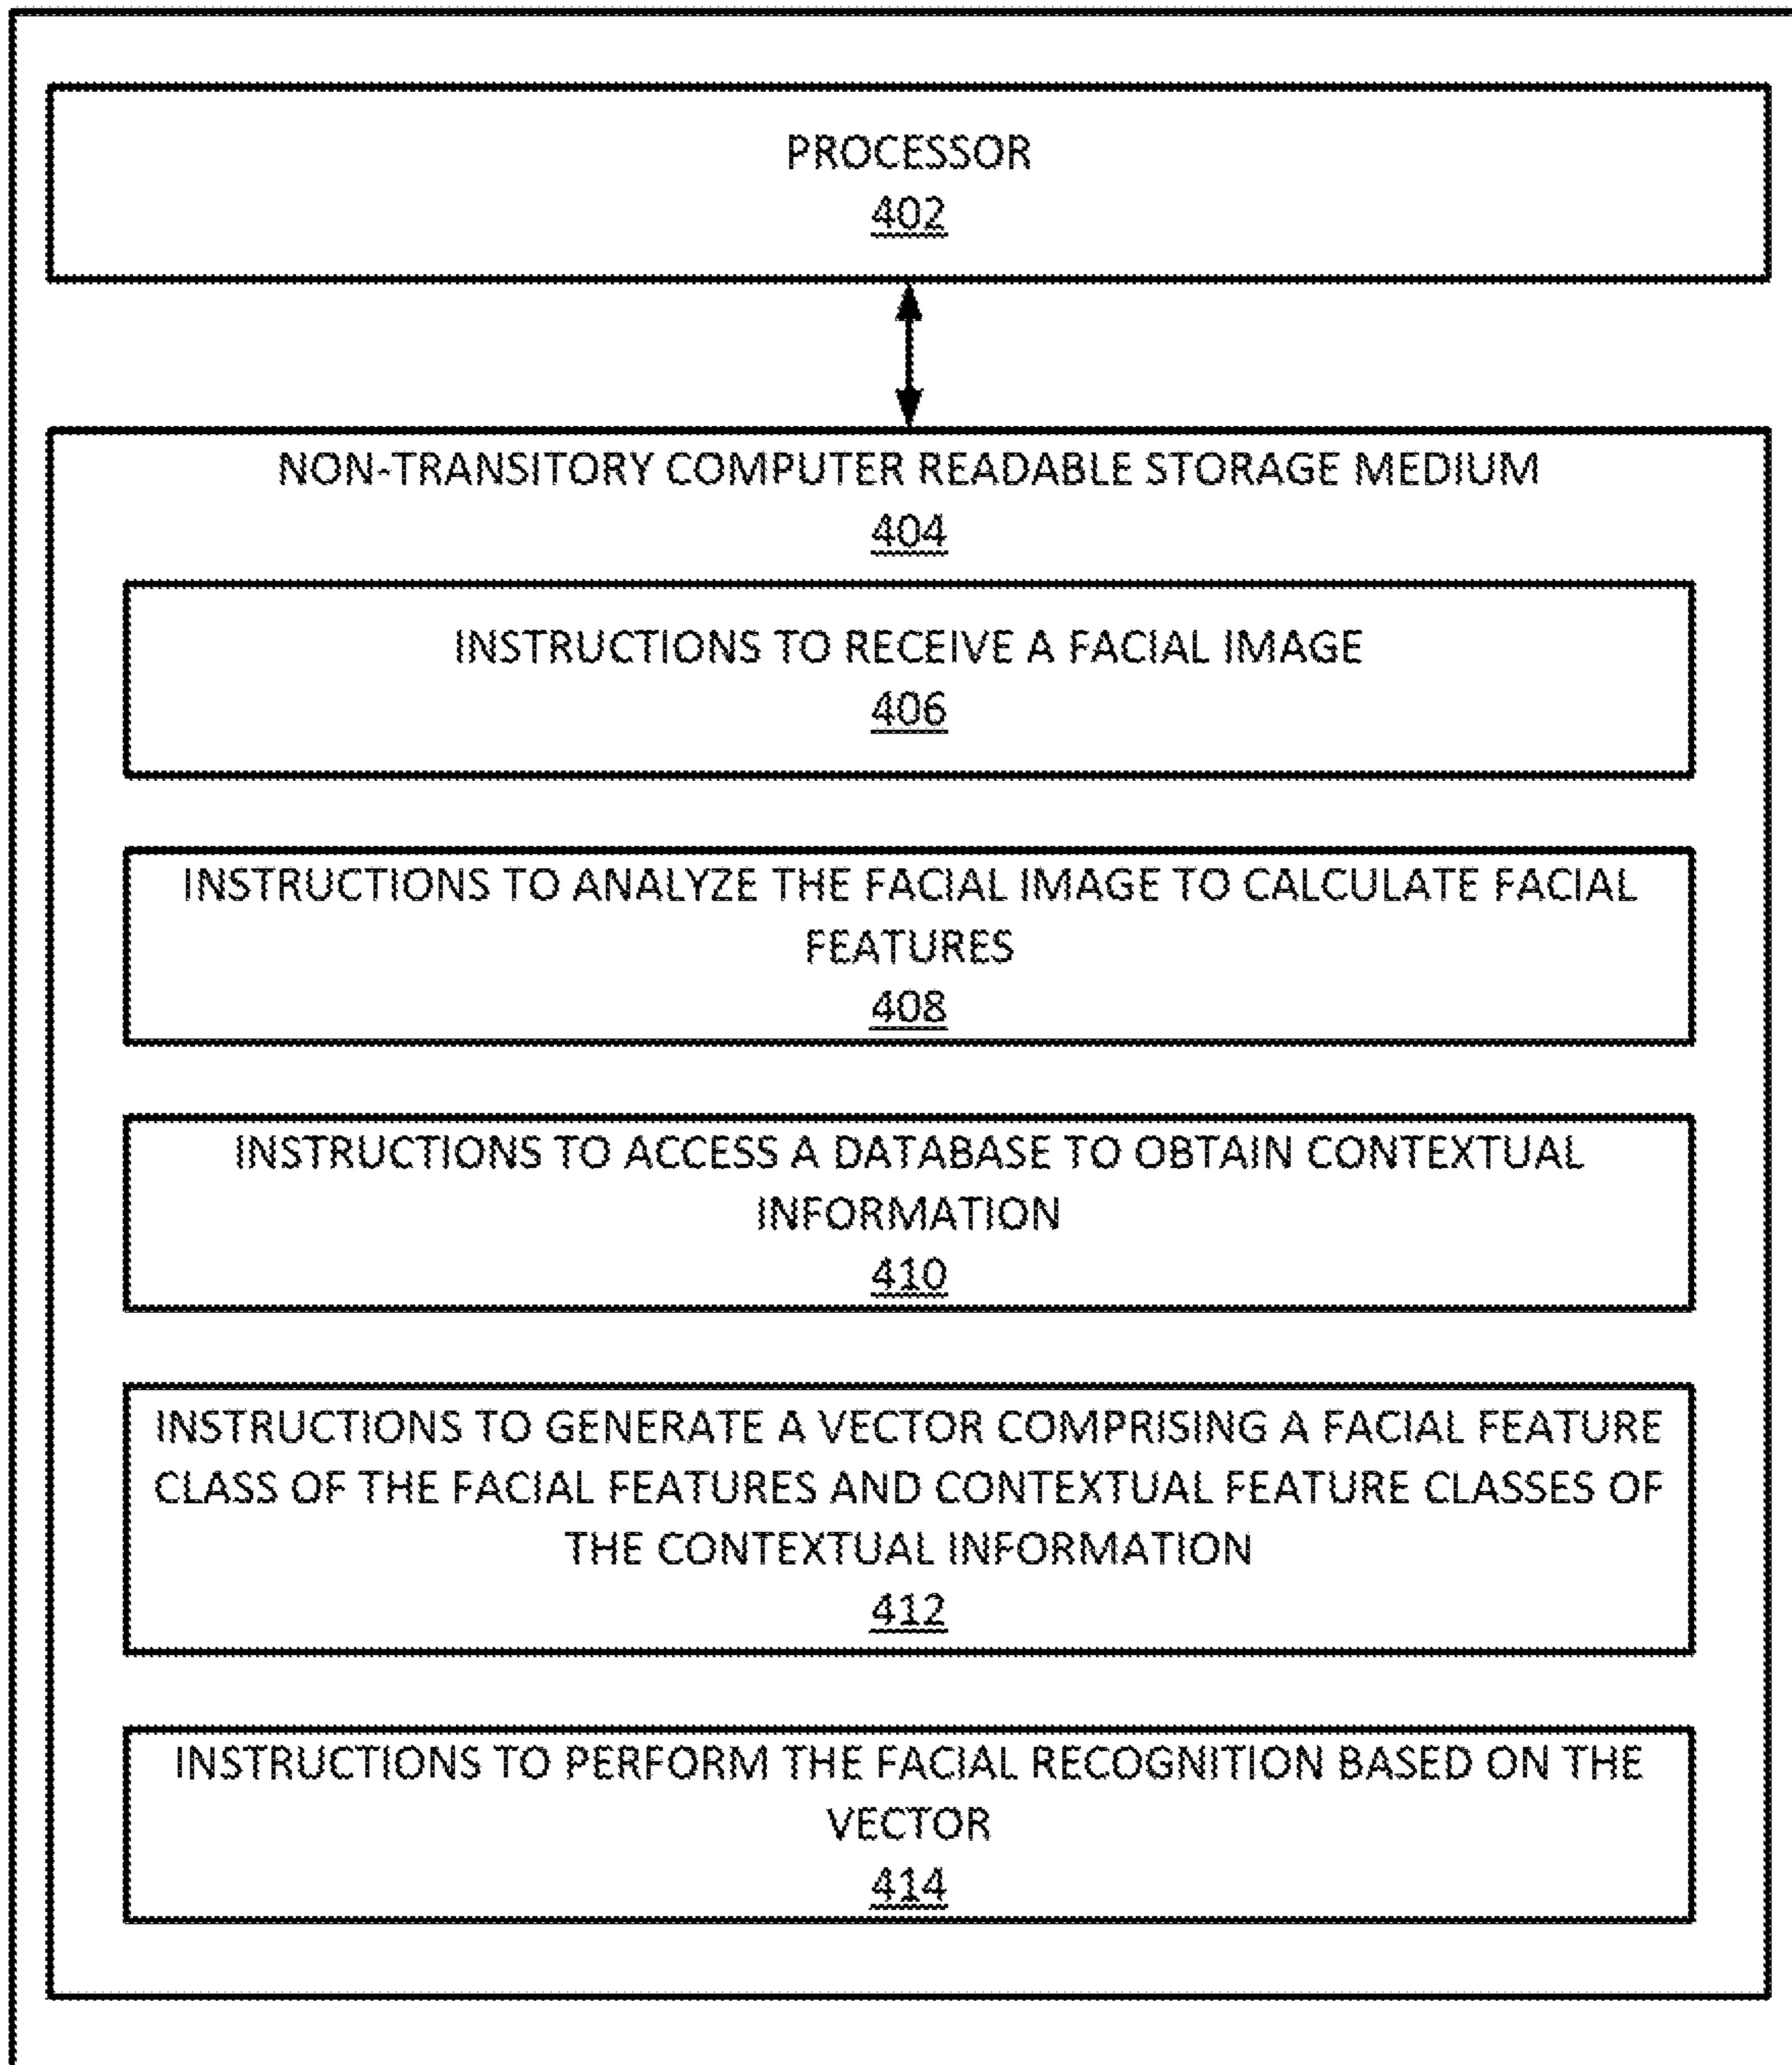 PROCESSOR
402
NON-TRANSITORY COMPUTER READABLE STORAGE MEDIUM
404
INSTRUCTIONS TO RECEIVE A FACIAL IMAGE
406
INSTRUCTIONS TO ANALYZE THE FACIAL IMAGE TO CALCULATE FACIAL
FEATURES
408
INSTRUCTIONS TO ACCESS A DATABASE TO OBTAIN CONTEXTUAL
INFORMATION
410
INSTRUCTIONS TO GENERATE A VECTOR COMPRISING A FACIAL FEATURE
CLASS OF THE FACIAL FEATURES AND CONTEXTUAL FEATURE CLASSES OF
THE CONTEXTUAL INFORMATION
412
INSTRUCTIONS TO PERFORM THE FACIAL RECOGNITION BASED ON THE
VECTOR
414